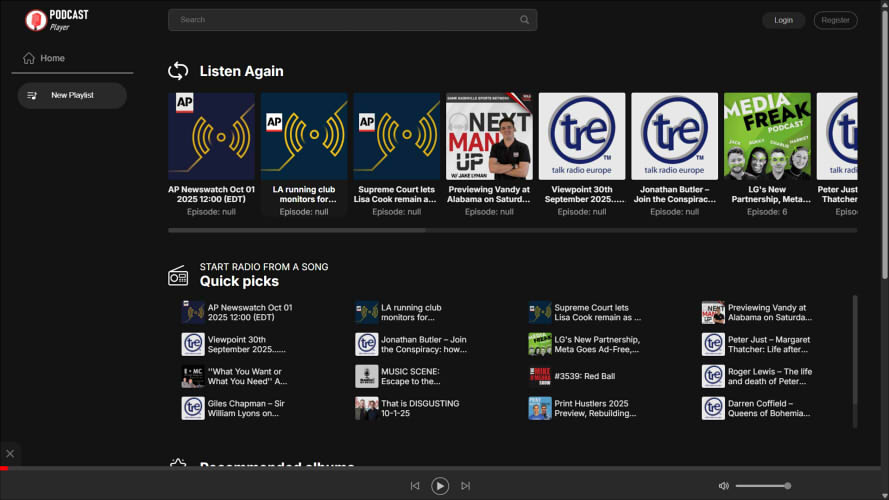 PODCAST
Player
Search
Login
Register
Home
New Playlist
Listen Again
AP
AP
AP
NEXT
MAN
UP
W/ JAKE LYMAN
tre
TM
talk radio europe
tre
TM
talk radio europe
MEDIA
FREAK
PODCAST
AP Newswatch Oct 01
2025 12:00 (EDT)
Episode: null
LA running club
monitors for...
Episode: null
Supreme Court lets
Lisa Cook remain a...
Episode: null
Previewing Vandy at
Alabama on Saturd...
Episode: null
Viewpoint 30th
September 2025.....
Episode: null
Jonathan Butler –
Join the Conspirac...
Episode: null
LG's New
Partnership, Meta...
Episode: 6
Peter Just
Thatcher:
Episo
START RADIO FROM A SONG
Quick picks
AP Newswatch Oct 01
2025 12:00 (EDT)
LA running club
monitors for...
Supreme Court lets
Lisa Cook remain as ...
Previewing Vandy at
Alabama on Saturda...
Viewpoint 30th
September 2025......
Jonathan Butler – Join
the Conspiracy: how...
LG's New Partnership,
Meta Goes Ad-Free,...
Peter Just – Margaret
Thatcher: Life after...
"What You Want or
What You Need" A...
MUSIC SCENE:
Escape to the...
#3539: Red Ball
Roger Lewis – The life
and death of Peter...
Giles Chapman – Sir
William Lyons on...
That is DISGUSTING
10-1-25
Print Hustlers 2025
Preview, Rebuilding...
Darren Coffield –
Queens of Bohemia...
Recommended albums